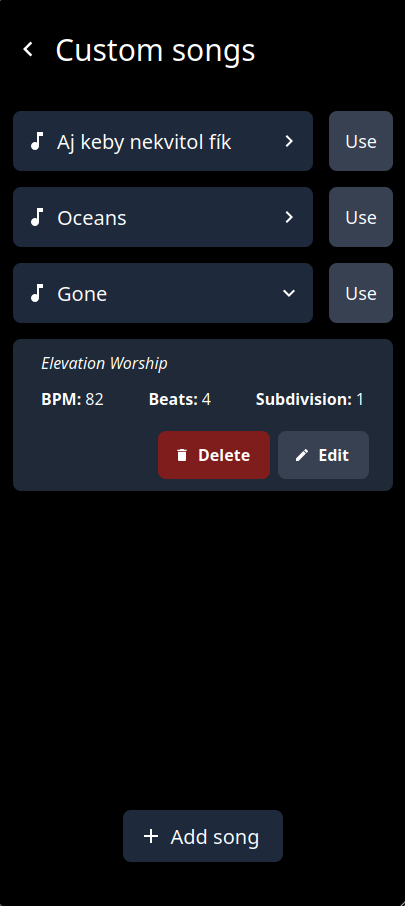 Custom songs
Aj keby nekvitol fík
Use
Oceans
Use
Gone
Use
Elevation Worship
BPM: 82 Beats: 4 Subdivision: 1
Delete Edit
Add song